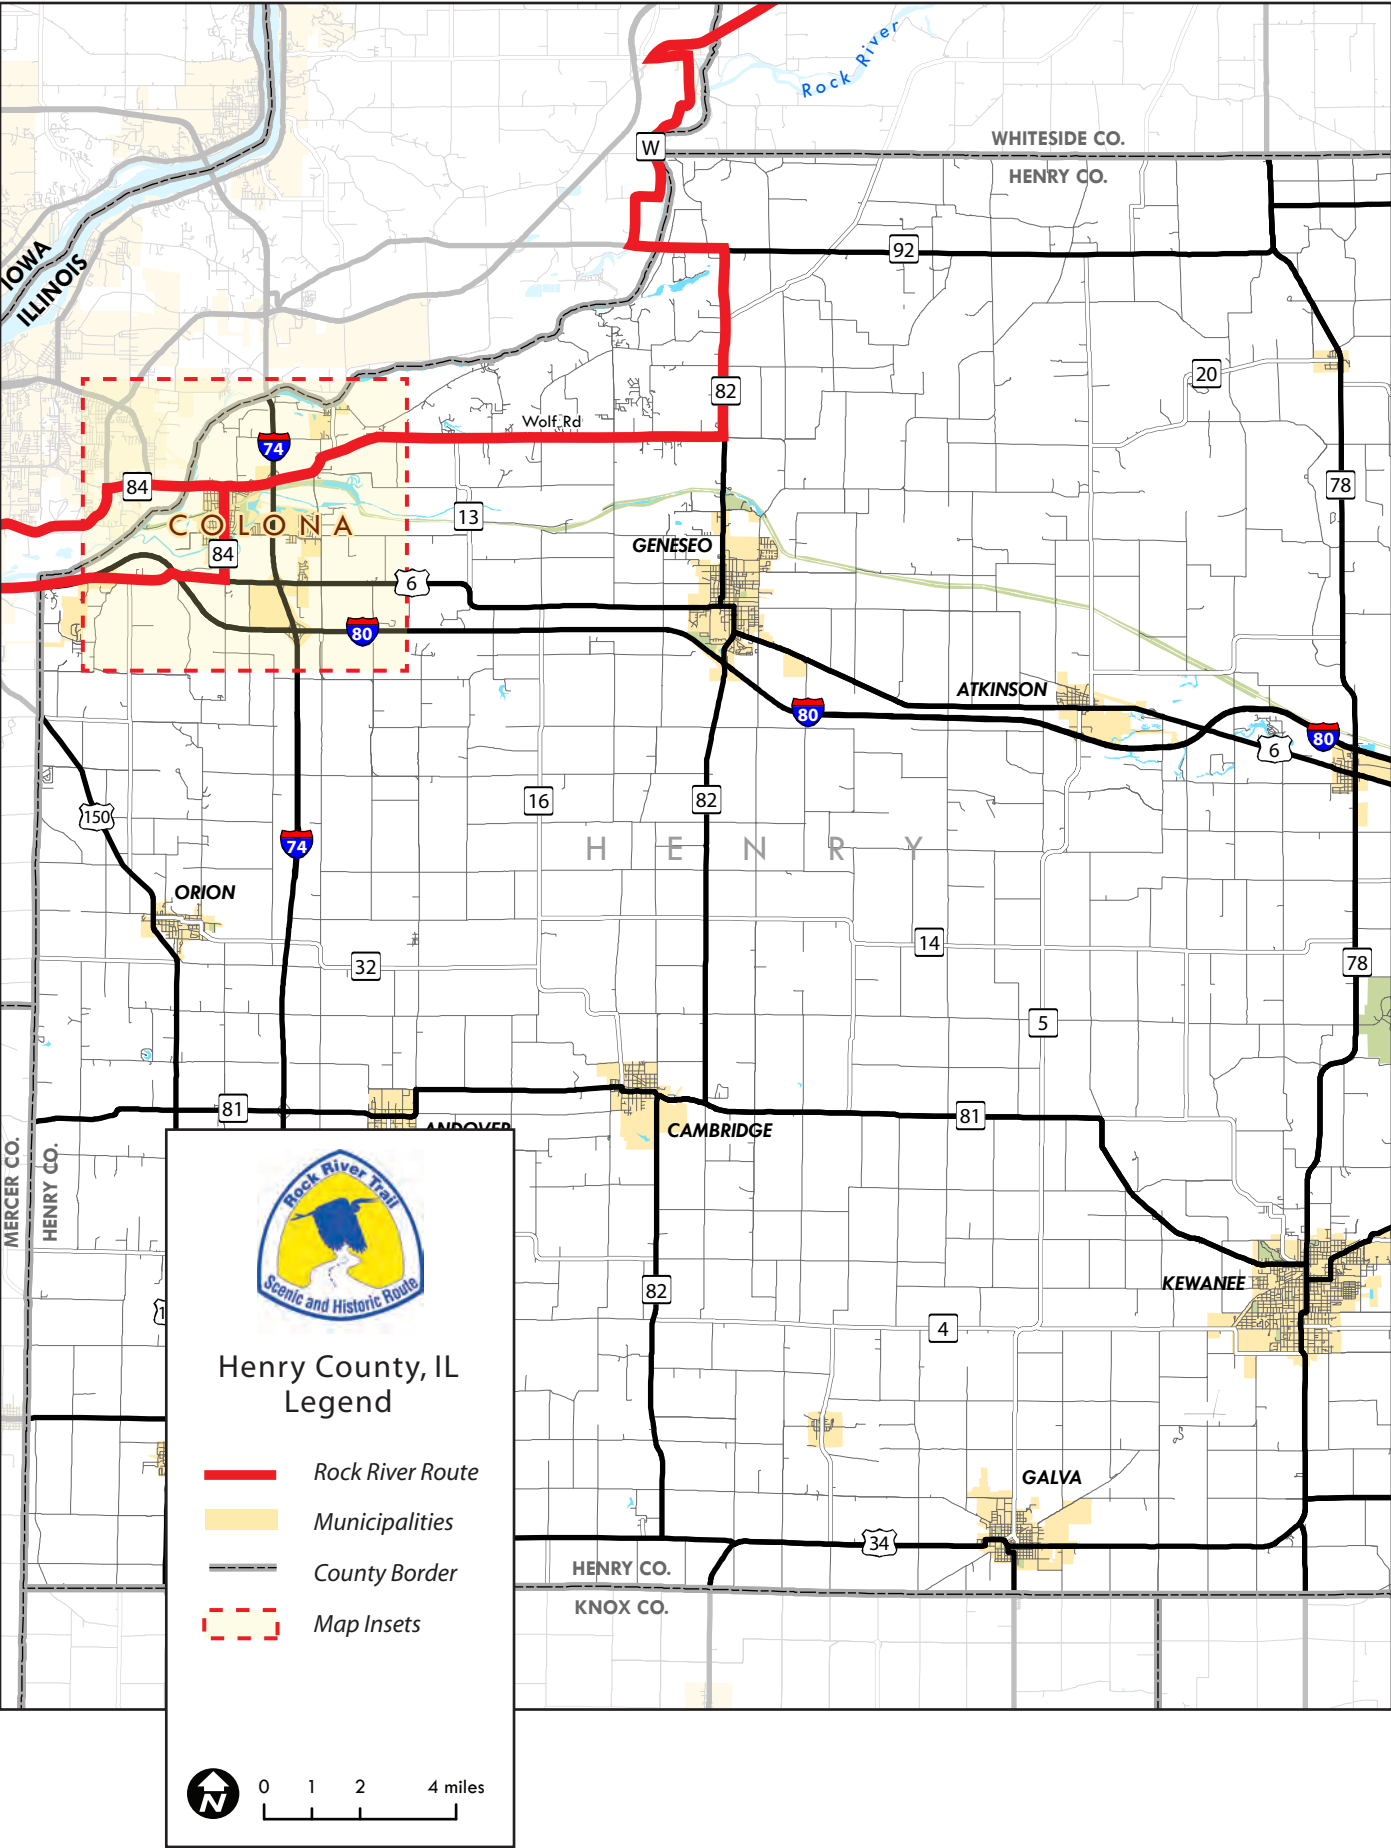 Rock River
W
WHITESIDE CO.
HENRY CO.
92
IOWA
ILLINOIS
20
82
Wolf Rd
74
84
78
13
COLONA
GENESEO
84
6
80
ATKINSON
80
80
6
16
82
150
74
HENRY
ORION
14
32
78
5
81
81
ANDOVER
CAMBRIDGE
MERCER CO.
HENRY CO.
Rock River Trail
Scenic and Historic Route
KEWANEE
82
4
Henry County, IL
Legend
Rock River Route
Municipalities
County Border
Map Insets
GALVA
34
HENRY CO.
KNOX CO.
N
0 1 2 4 miles